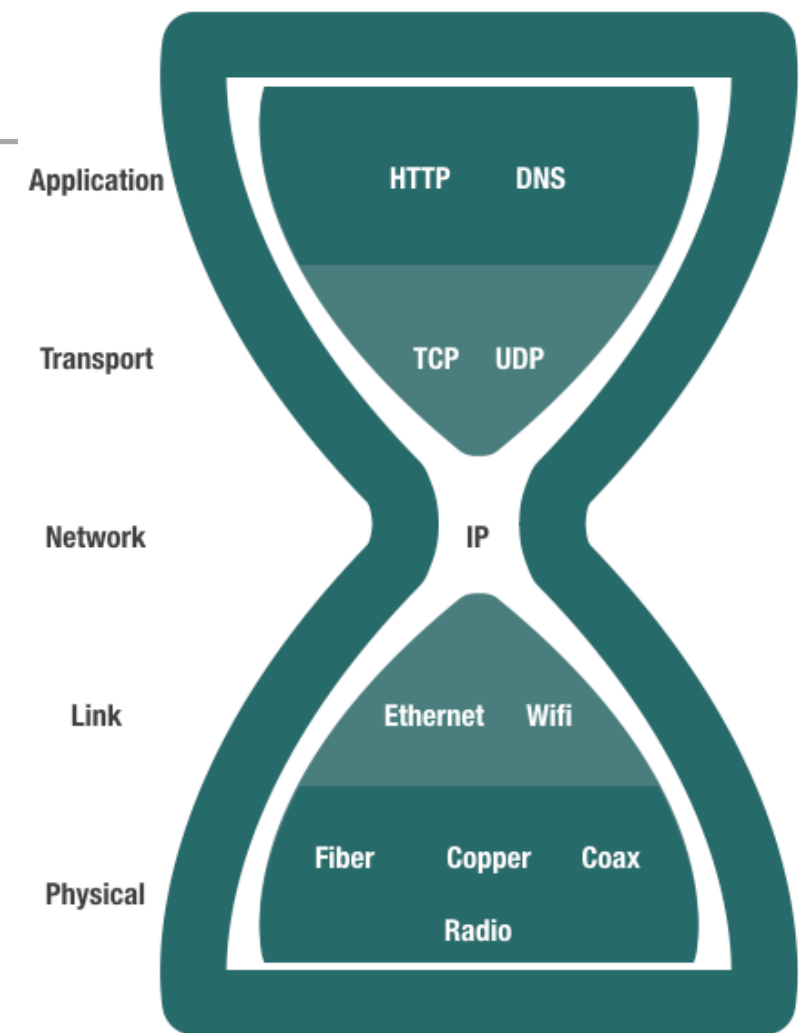 Application HTTP DNS
Transport TCP UDP
Network IP
Link Ethernet Wifi
Fiber Copper Coax
Physical
Radio